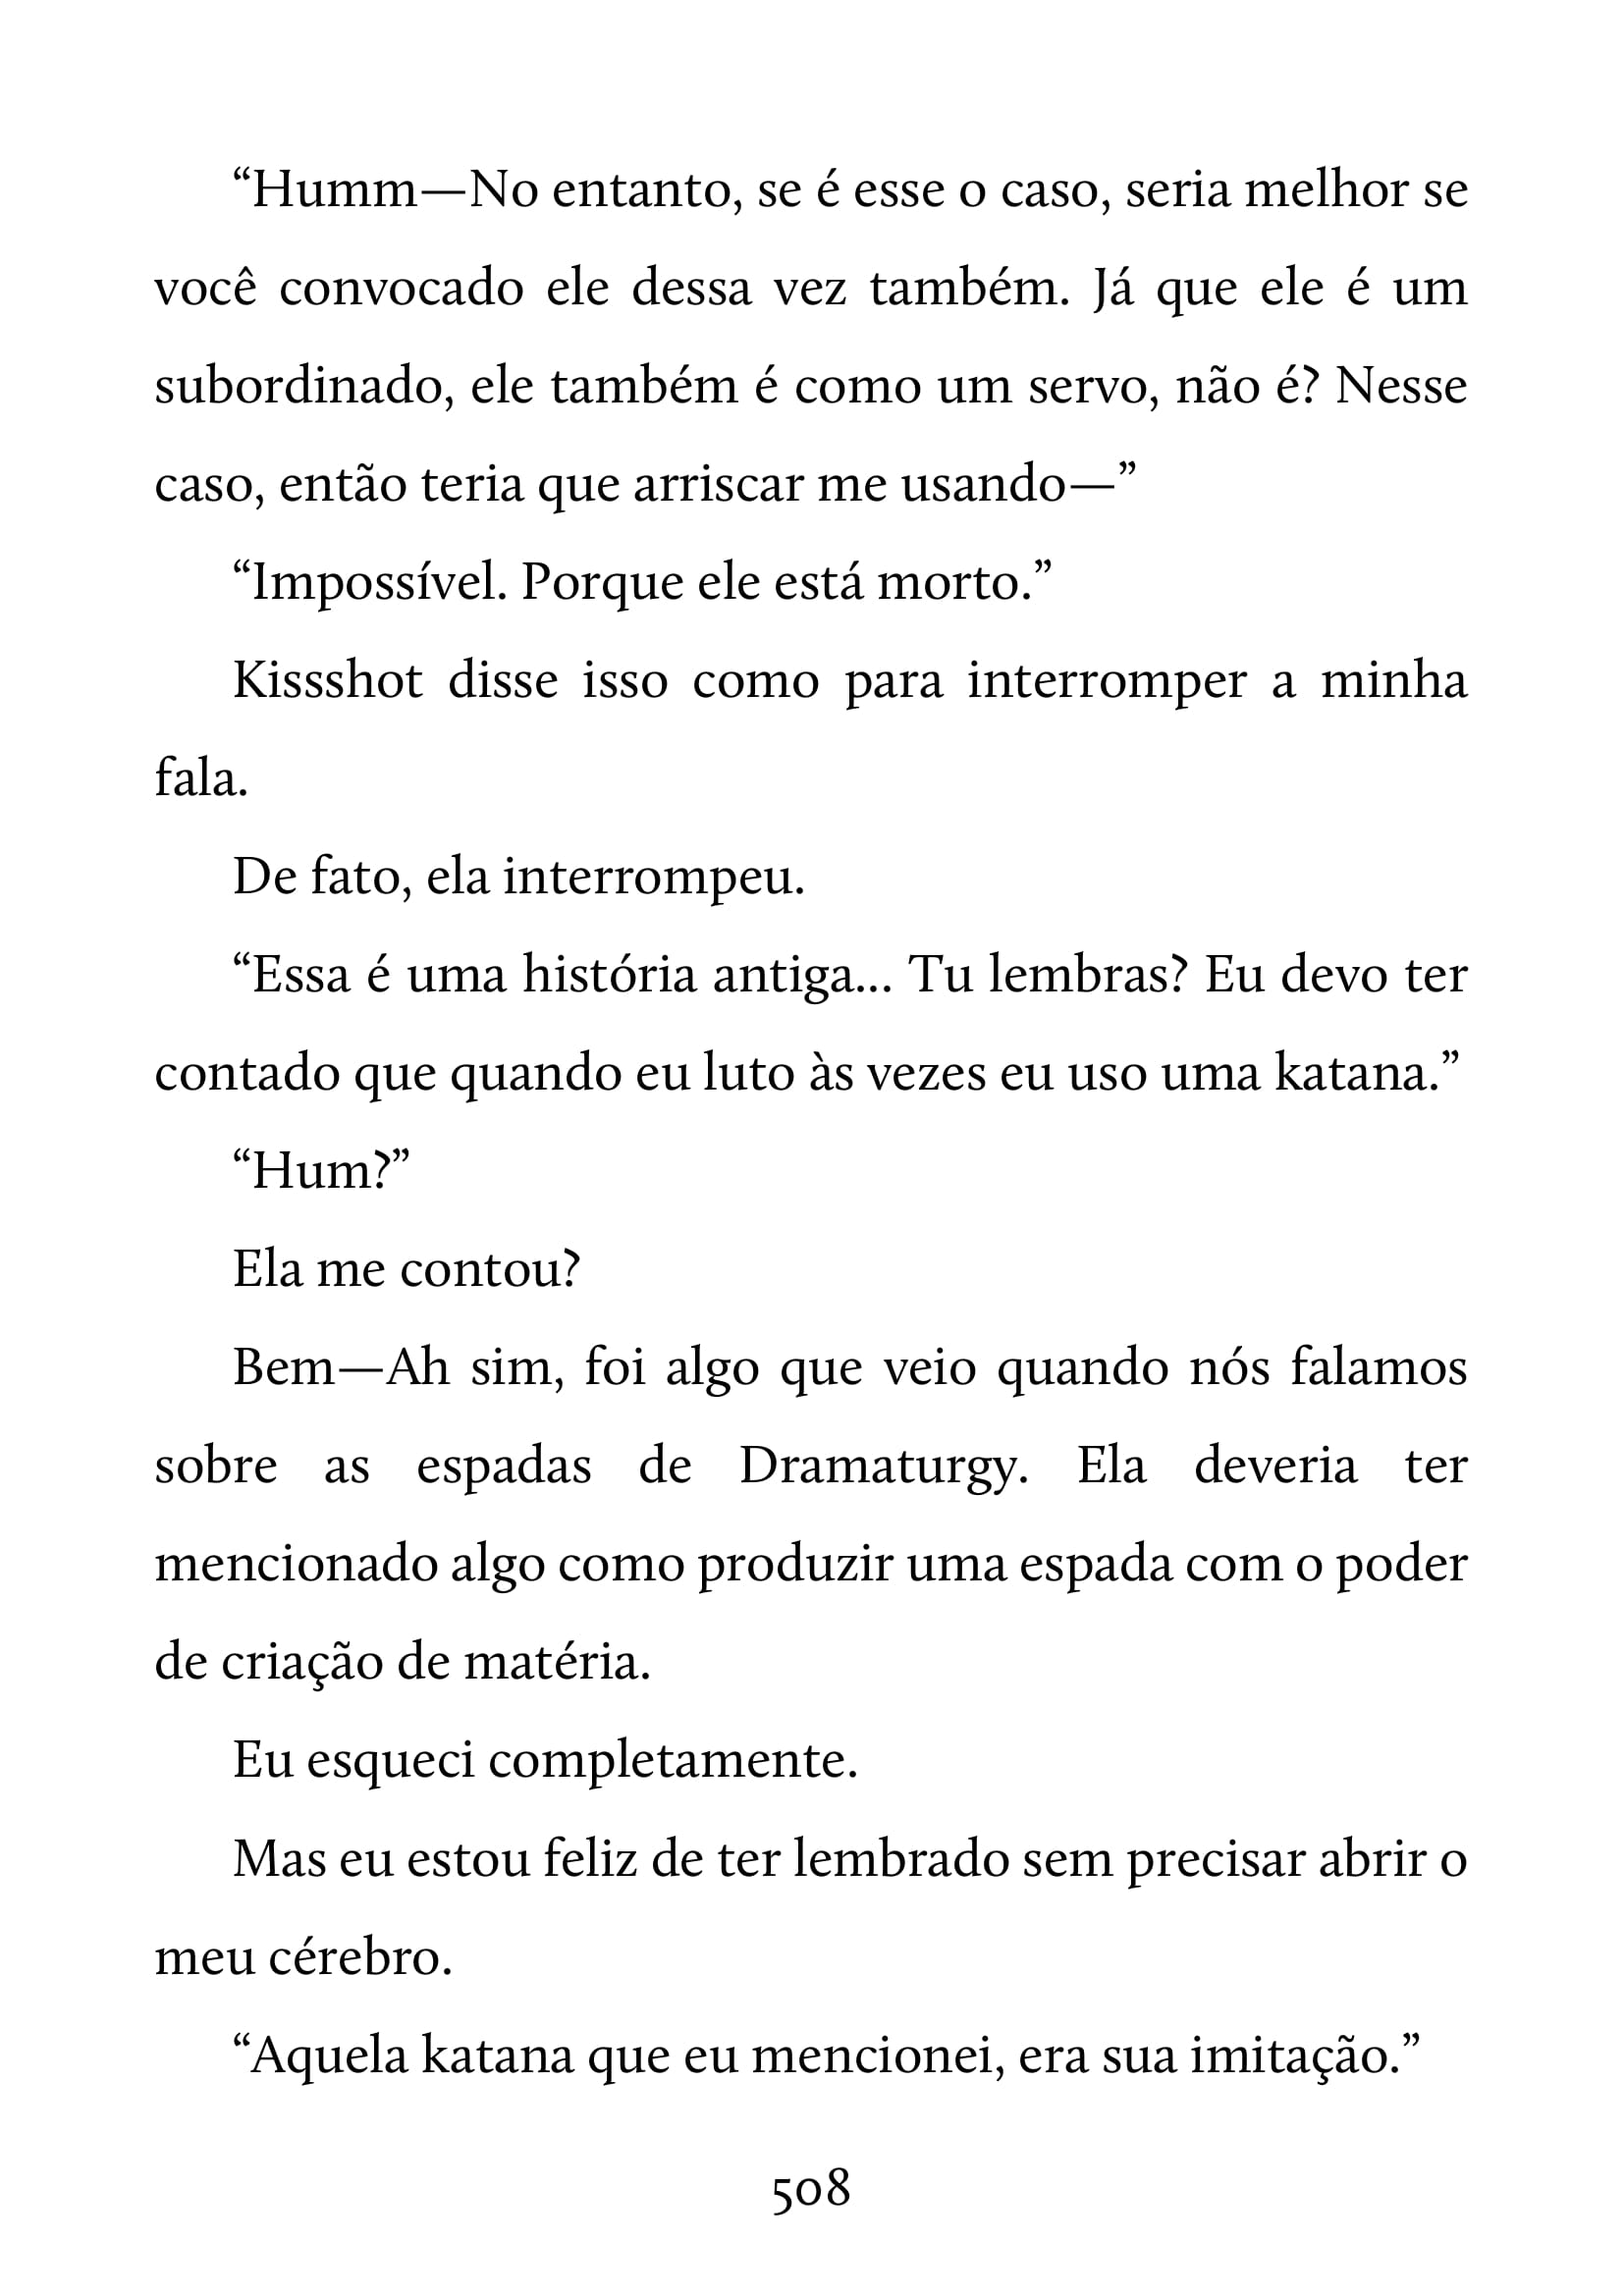 “Humm—No entanto, se é esse o caso, seria melhor se
você convocado ele dessa vez também. Já que ele é um
subordinado, ele também é como um servo, não é? Nesse
caso, então teria que arriscar me usando—”
“Impossível. Porque ele está morto.”
Kissshot disse isso como para interromper a minha
fala.
De fato, ela interrompeu.
“Essa é uma história antiga... Tu lembras? Eu devo ter
contado que quando eu luto às vezes eu uso uma katana.”
“Hum?”
Ela me contou?
Bem—Ah sim, foi algo que veio quando nós falamos
sobre as espadas de Dramaturgy. Ela deveria ter
mencionado algo como produzir uma espada com o poder
de criação de matéria.
Eu esqueci completamente.
Mas eu estou feliz de ter lembrado sem precisar abrir o
meu cérebro.
“Aquela katana que eu mencionei, era sua imitação.”
508